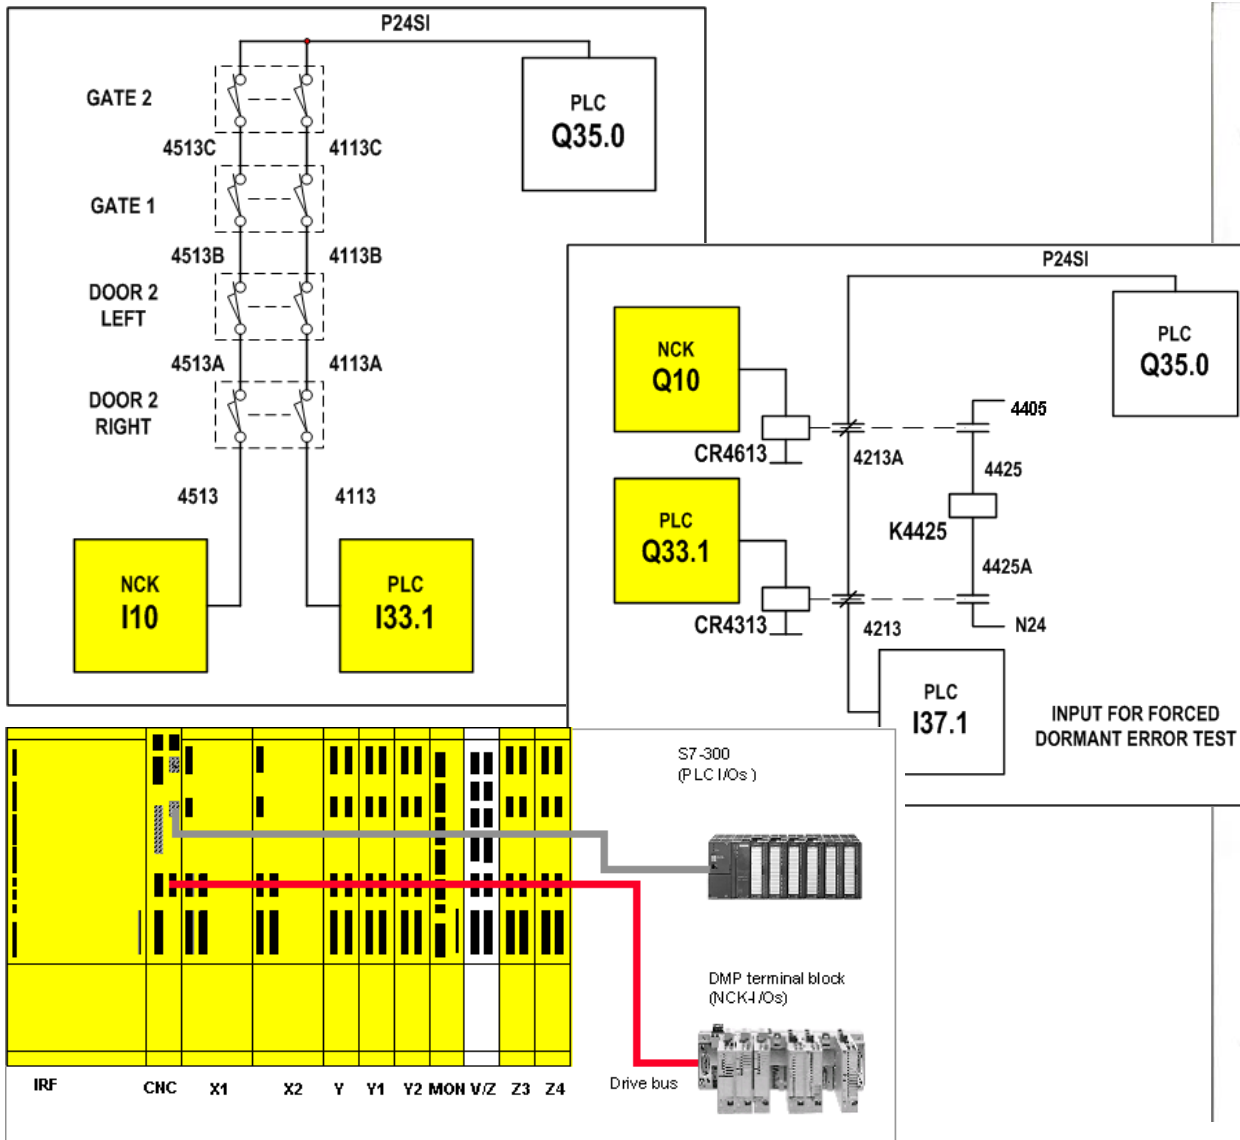 P24SI
GATE 2
PLC
Q35.0
4513C
4113C
GATE 1
4513B
4113B
DOOR 2
LEFT
4513A
4113A
DOOR 2
RIGHT
4513
4113
NCK
I10
PLC
I33.1
P24SI
NCK
Q10
PLC
Q35.0
4405
CR4613
4213A
4425
PLC
Q33.1
K4425
4425A
CR4313
4213
N24
PLC
I37.1
INPUT FOR FORCED
DORMANT ERROR TEST
S7-300
(PLC I/Os )
DMP terminal block
(NCK-I/Os)
Drive bus
IRF CNC X1 X2 Y Y1 Y2 MON V/Z Z3 Z4